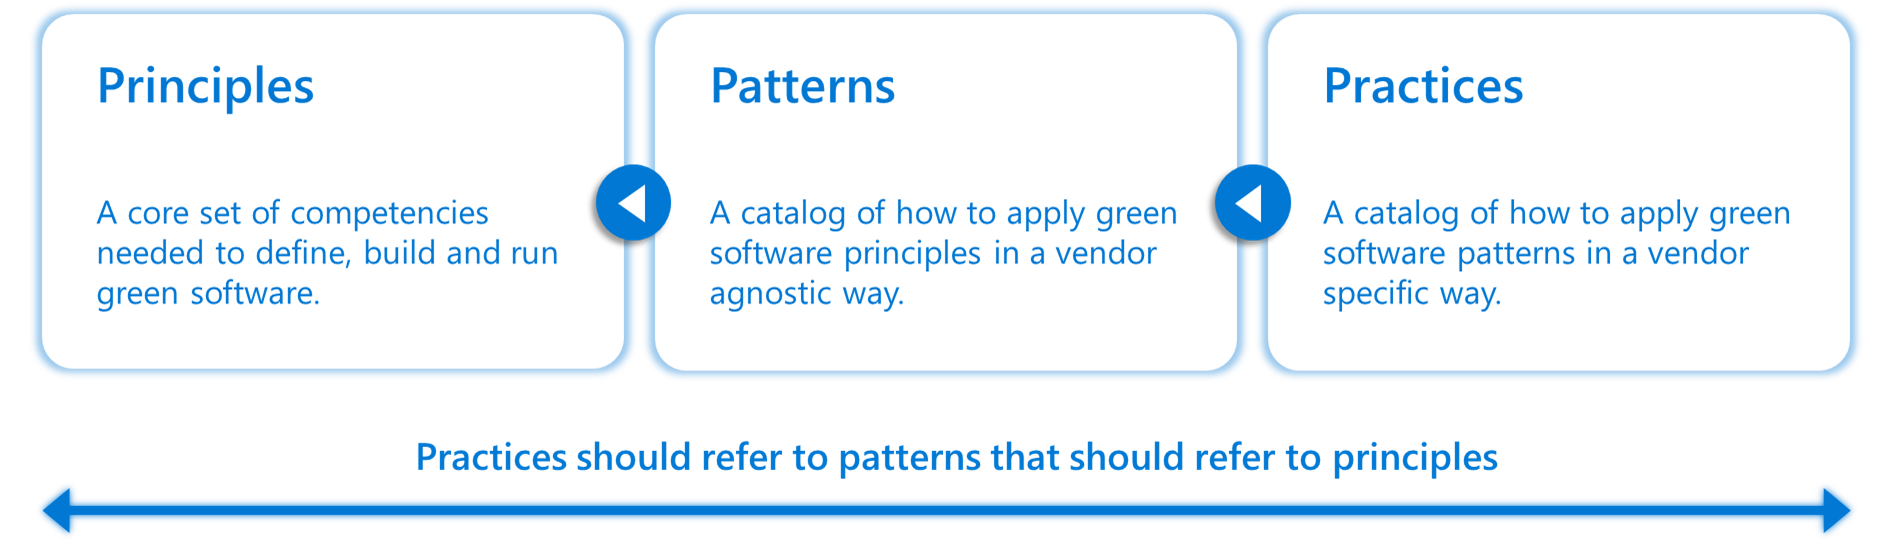 Principles
A core set of competencies
needed to define, build and run
green software.
Patterns
A catalog of how to apply green
software principles in a vendor
agnostic way.
Practices
A catalog of how to apply green
software patterns in a vendor
specific way.
Practices should refer to patterns that should refer to principles